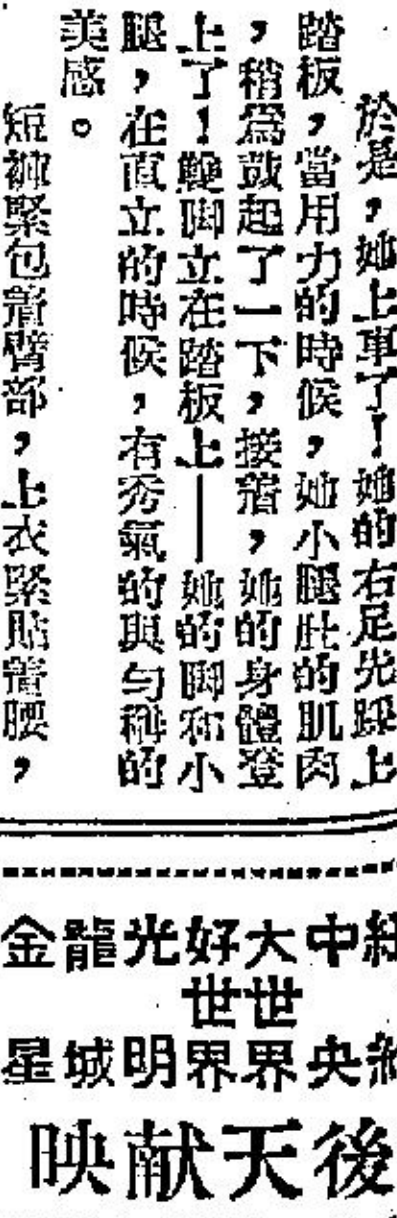 於是，她上車了！她的右足先踩上
踏板，當用力的時候，她小腿肚的肌肉
，稍爲鼓起了一下，接着，她的身體登
上了！雙脚立在踏板上——她的脚和小
腿，在直立的時候，有秀氣的與勻稱的
美感。
短褲緊包着臀部，上衣緊貼着腰，
中央
大世界
好世界
光明
龍城
金星
後天献映